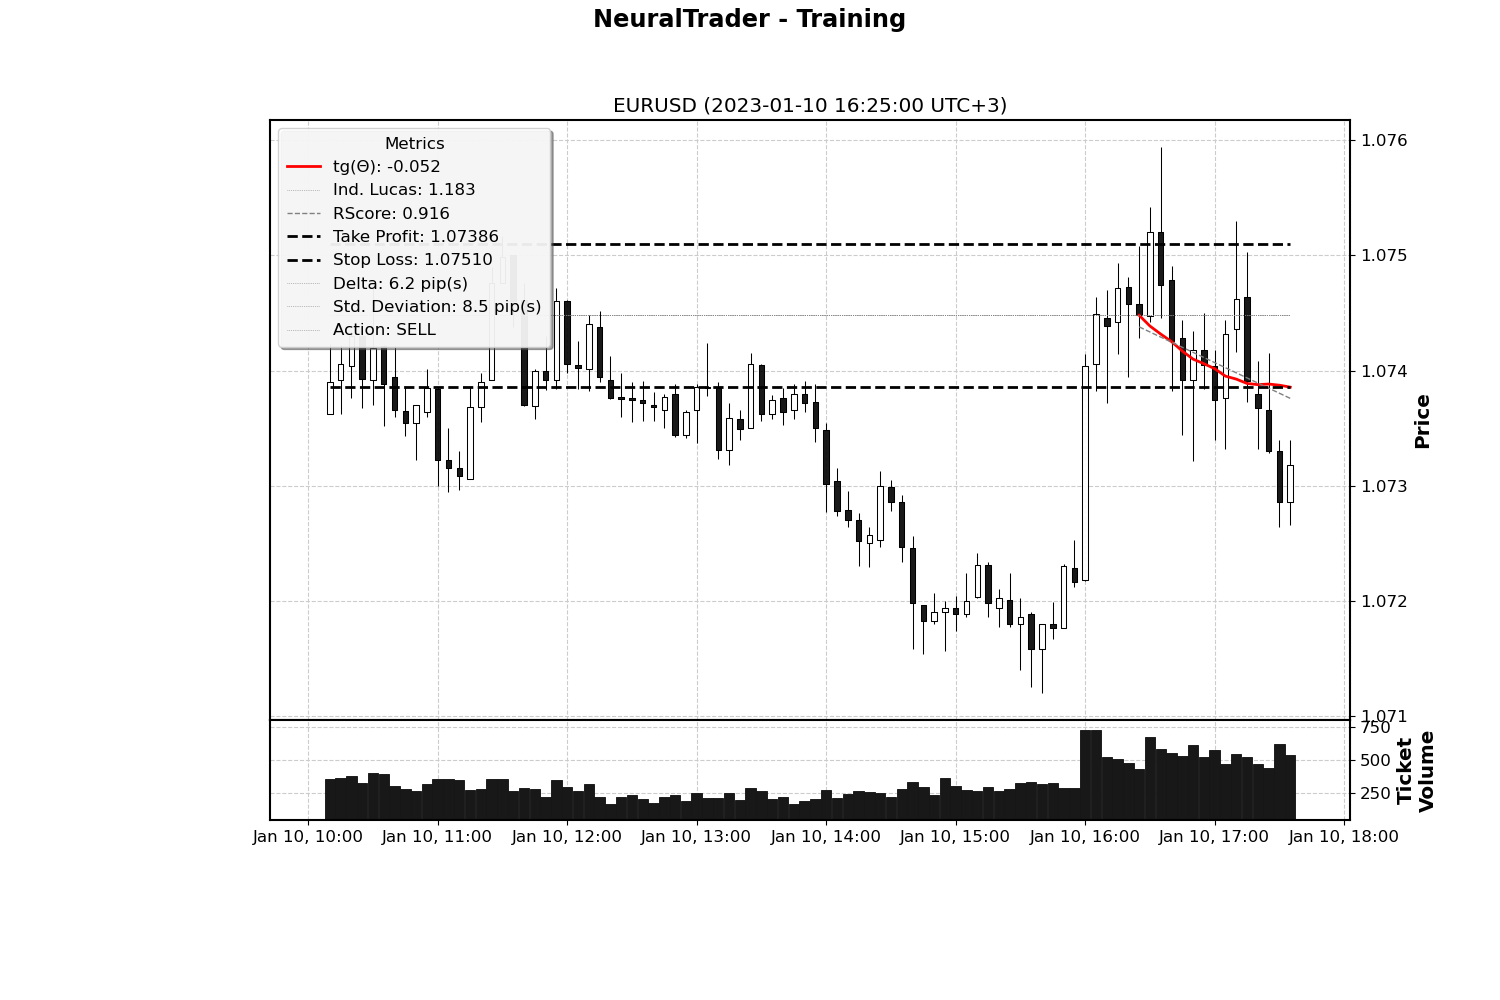 NeuralTrader - Training
EURUSD (2023-01-10 16:25:00 UTC+3)
Metrics
tg(Θ): -0.052
Ind. Lucas: 1.183
RScore: 0.916
Take Profit: 1.07386
Stop Loss: 1.07510
Delta: 6.2 pip(s)
Std. Deviation: 8.5 pip(s)
Action: SELL
1.076
1.075
1.074
1.073
1.072
1.071
Price
750
500
250
Ticket
Volume
Jan 10, 10:00
Jan 10, 11:00
Jan 10, 12:00
Jan 10, 13:00
Jan 10, 14:00
Jan 10, 15:00
Jan 10, 16:00
Jan 10, 17:00
Jan 10, 18:00